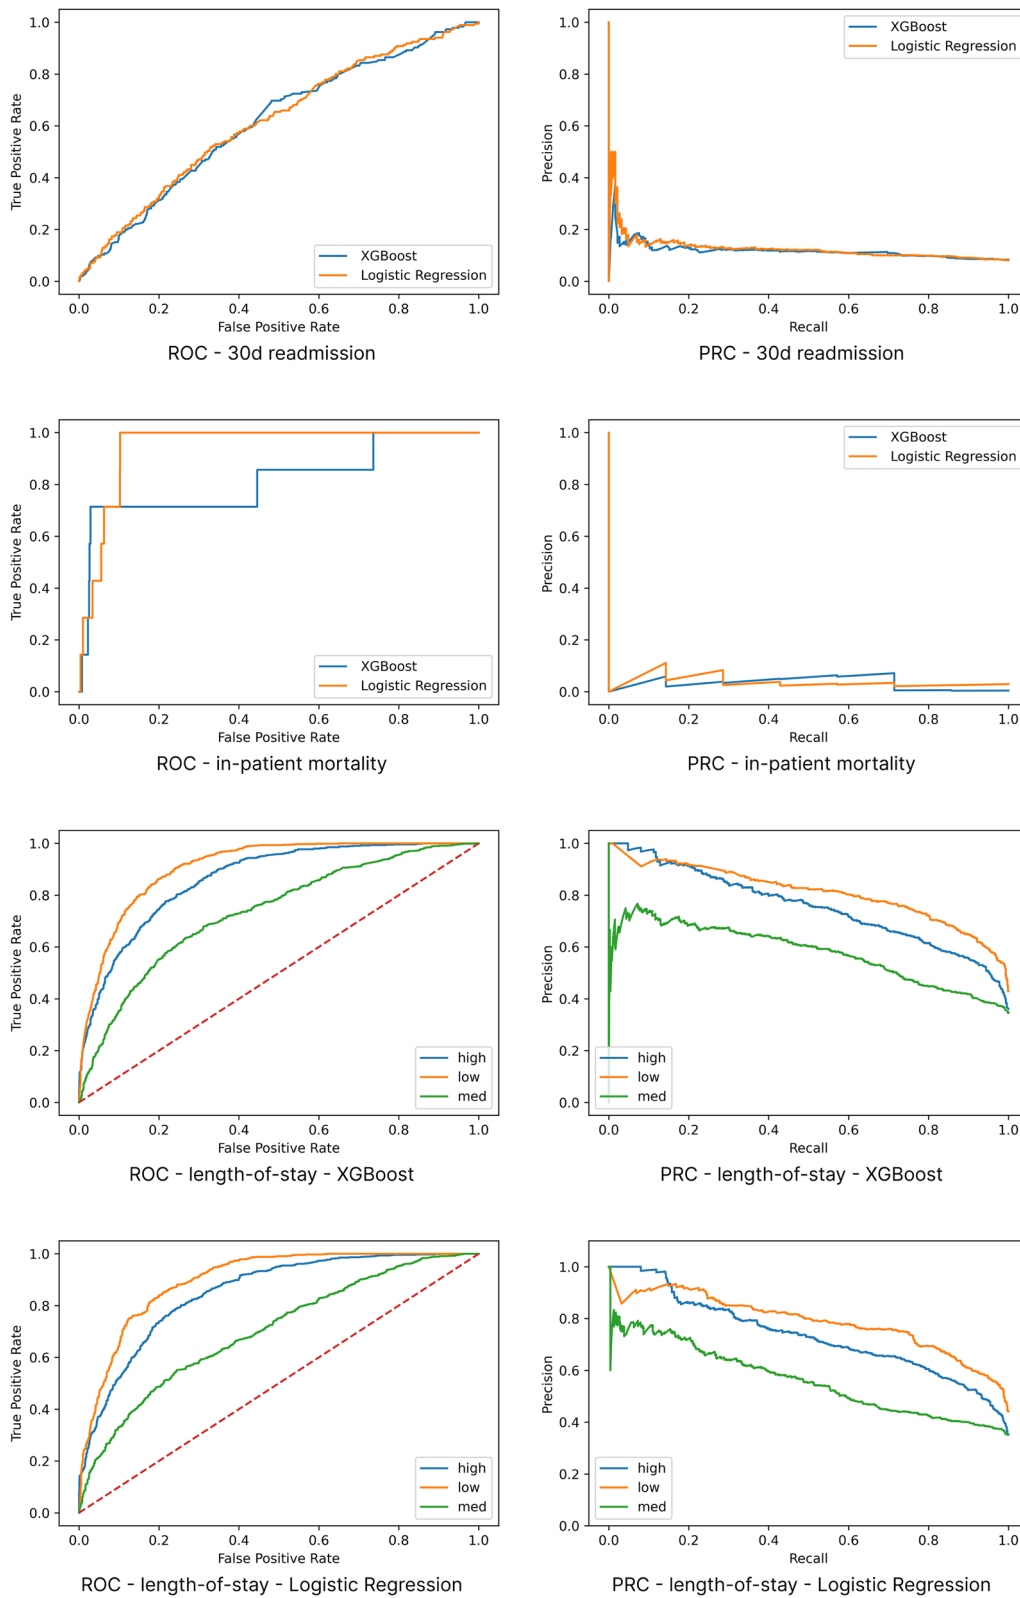 1.0
0.8
0.6
0.4
0.2
0.0
True Positive Rate
XGBoost
Logistic Regression
0.0 0.2 0.4 0.6 0.8 1.0
False Positive Rate
ROC - 30d readmission
1.0
0.8
0.6
0.4
0.2
0.0
Precision
XGBoost
Logistic Regression
0.0 0.2 0.4 0.6 0.8 1.0
Recall
PRC - 30d readmission
1.0
0.8
0.6
0.4
0.2
0.0
True Positive Rate
XGBoost
Logistic Regression
0.0 0.2 0.4 0.6 0.8 1.0
False Positive Rate
ROC - in-patient mortality
1.0
0.8
0.6
0.4
0.2
0.0
Precision
XGBoost
Logistic Regression
0.0 0.2 0.4 0.6 0.8 1.0
Recall
PRC - in-patient mortality
1.0
0.8
0.6
0.4
0.2
0.0
True Positive Rate
high
low
med
0.0 0.2 0.4 0.6 0.8 1.0
False Positive Rate
ROC - length-of-stay - XGBoost
1.0
0.8
0.6
0.4
0.2
0.0
Precision
high
low
med
0.0 0.2 0.4 0.6 0.8 1.0
Recall
PRC - length-of-stay - XGBoost
1.0
0.8
0.6
0.4
0.2
0.0
True Positive Rate
high
low
med
0.0 0.2 0.4 0.6 0.8 1.0
False Positive Rate
ROC - length-of-stay - Logistic Regression
1.0
0.8
0.6
0.4
0.2
0.0
Precision
high
low
med
0.0 0.2 0.4 0.6 0.8 1.0
Recall
PRC - length-of-stay - Logistic Regression